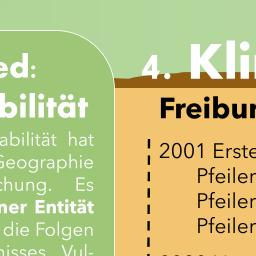 ed:
bilität
abilität hat
Geographie
chung. Es
ner Entität
die Folgen
nisses. Vul-
4. Kli
Freibur
2001 Erste
Pfeiler
Pfeiler
Pfeiler